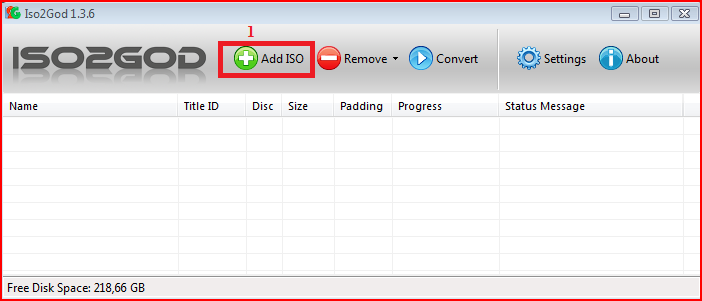 Iso2God 1.3.6
1
ISO2GOD Add ISO Remove Convert Settings About
Name Title ID Disc Size Padding Progress Status Message
Free Disk Space: 218,66 GB